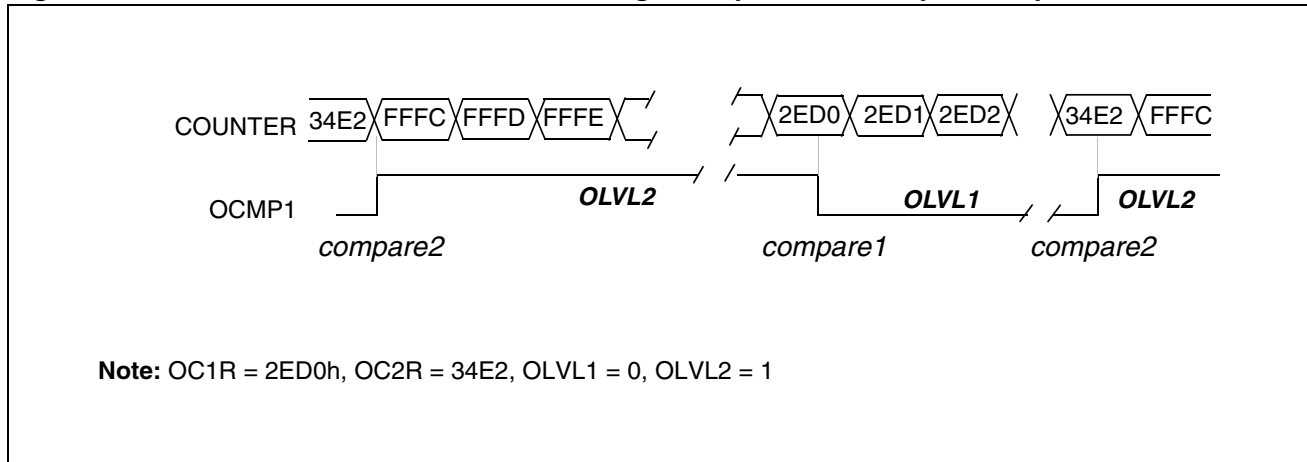 COUNTER 34E2 FFFC FFFD FFFE 2ED0 2ED1 2ED2 34E2 FFFC
OCMP1 OLVL2 OLVL1 OLVL2
compare2 compare1 compare2
Note: OC1R = 2ED0h, OC2R = 34E2, OLVL1 = 0, OLVL2 = 1